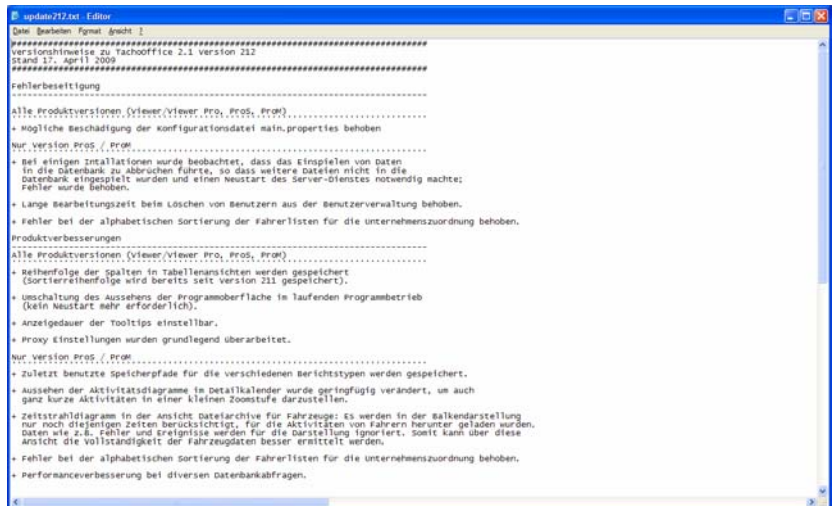 update212.txt - Editor
Datei Bearbeiten Format Ansicht ?
################################################################################
Versionshinweise zu TachoOffice 2.1 Version 212
Stand 17. April 2009
################################################################################
Fehlerbeseitigung
--------------------------------------------------------------------------------
Alle Produktversionen (Viewer/Viewer Pro, ProS, ProM)
................................................................................
+ Mögliche Beschädigung der Konfigurationsdatei main.properties behoben
Nur Version ProS / ProM
................................................................................
+ Bei einigen Intallationen wurde beobachtet, dass das Einspielen von Daten
in die Datenbank zu Abbrüchen führte, so dass weitere Dateien nicht in die
Datenbank eingespielt wurden und einen Neustart des Server-Dienstes notwendig machte;
Fehler wurde behoben.
+ Lange Bearbeitungszeit beim Löschen von Benutzern aus der Benutzerverwaltung behoben.
+ Fehler bei der alphabetischen Sortierung der Fahrerlisten für die Unternehmenszuordnung behoben.
Produktverbesserungen
--------------------------------------------------------------------------------
Alle Produktversionen (Viewer/Viewer Pro, ProS, ProM)
................................................................................
+ Reihenfolge der Spalten in Tabellenansichten werden gespeichert
(Sortierreihenfolge wird bereits seit Version 211 gespeichert).
+ Umschaltung des Aussehens der Programmoberfläche im laufenden Programmbetrieb
(kein Neustart mehr erforderlich).
+ Anzeigedauer der Tooltips einstellbar.
+ Proxy Einstellungen wurden grundlegend überarbeitet.
Nur Version ProS / ProM
................................................................................
+ Zuletzt benutzte Speicherpfade für die verschiedenen Berichtstypen werden gespeichert.
+ Aussehen der Aktivitätsdiagramme im Detailkalender wurde geringfügig verändert, um auch
ganz kurze Aktivitäten in einer kleinen Zoomstufe darzustellen.
+ Zeitstrahldiagramm in der Ansicht Dateiarchive für Fahrzeuge: Es werden in der Balkendarstellung
nur noch diejenigen Zeiten berücksichtigt, für die Aktivitäten von Fahrern herunter geladen wurden.
Daten wie z.B. Fehler und Ereignisse werden für die Darstellung ignoriert. Somit kann über diese
Ansicht die Vollständigkeit der Fahrzeugdaten besser ermittelt werden.
+ Fehler bei der alphabetischen Sortierung der Fahrerlisten für die Unternehmenszuordnung behoben.
+ Performanceverbesserung bei diversen Datenbankabfragen.